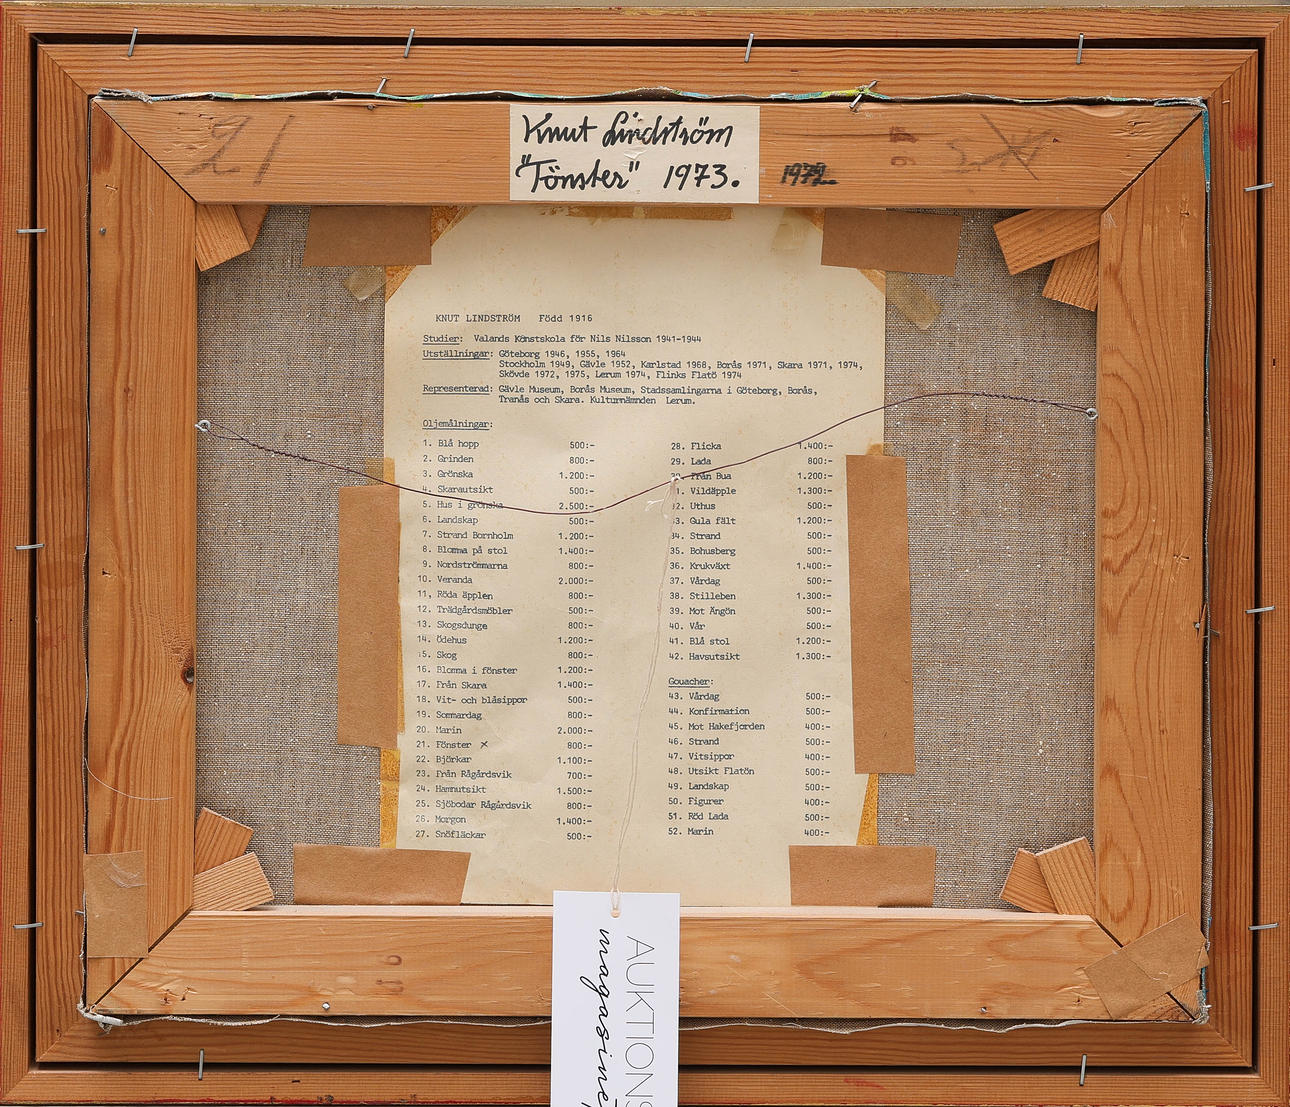 21
Knut Lindström
"Fönster" 1973.
KNUT LINDSTRÖM Född 1916
Studier: Valands Konstskola för Nils Nilsson 1941-1944
Utställningar: Göteborg 1946, 1955, 1964
Stockholm 1949, Gävle 1952, Karlstad 1968, Borås 1971, Skara 1971, 1974,
Skövde 1972, 1975, Lerum 1974, Flinks Flatö 1974
Representerad: Gävle Museum, Borås Museum, Stadssamlingarna i Göteborg, Borås,
Tranås och Skara. Kulturnämnden Lerum.
Oljemålningar:
1. Blå hopp 500:-
2. Grinden 800:-
3. Grönska 1.200:-
4. Skarautsikt 500:-
5. Hus i grönska 2.500:-
6. Landskap 500:-
7. Strand Bornholm 1.200:-
8. Blomma på stol 1.400:-
9. Nordströmmarna 800:-
10. Veranda 2.000:-
11, Röda äpplen 800:-
12. Trädgårdsmöbler 500:-
13. Skogsdunge 800:-
14. Ödehus 1.200:-
15. Skog 800:-
16. Blomma i fönster 1.200:-
17. Från Skara 1.400:-
18. Vit- och blåsippor 500:-
19. Sommardag 800:-
20. Marin 2.000:-
21. Fönster x 800:-
22. Björkar 1.100:-
23. Från Rågårdsvik 700:-
24. Hamnutsikt 1.500:-
25. Sjöbodar Rågårdsvik 800:-
26. Morgon 1.400:-
27. Snöfläckar 500:-
28. Flicka 1.400:-
29. Lada 800:-
30. Från Bua 1.200:-
31. Vildäpple 1.300:-
32. Uthus 500:-
33. Gula fält 1.200:-
34. Strand 500:-
35. Bohusberg 500:-
36. Krukväxt 1.400:-
37. Vårdag 500:-
38. Stilleben 1.300:-
39. Mot Ängön 500:-
40. Vår 500:-
41. Blå stol 1.200:-
42. Havsutsikt 1.300:-
Gouacher:
43. Vårdag 500:-
44. Konfirmation 500:-
45. Mot Hakefjorden 400:-
46. Strand 500:-
47. Vitsippor 400:-
48. Utsikt Flatön 500:-
49. Landskap 500:-
50. Figurer 400:-
51. Röd Lada 500:-
52. Marin 400:-
AUKTIONS
magasine